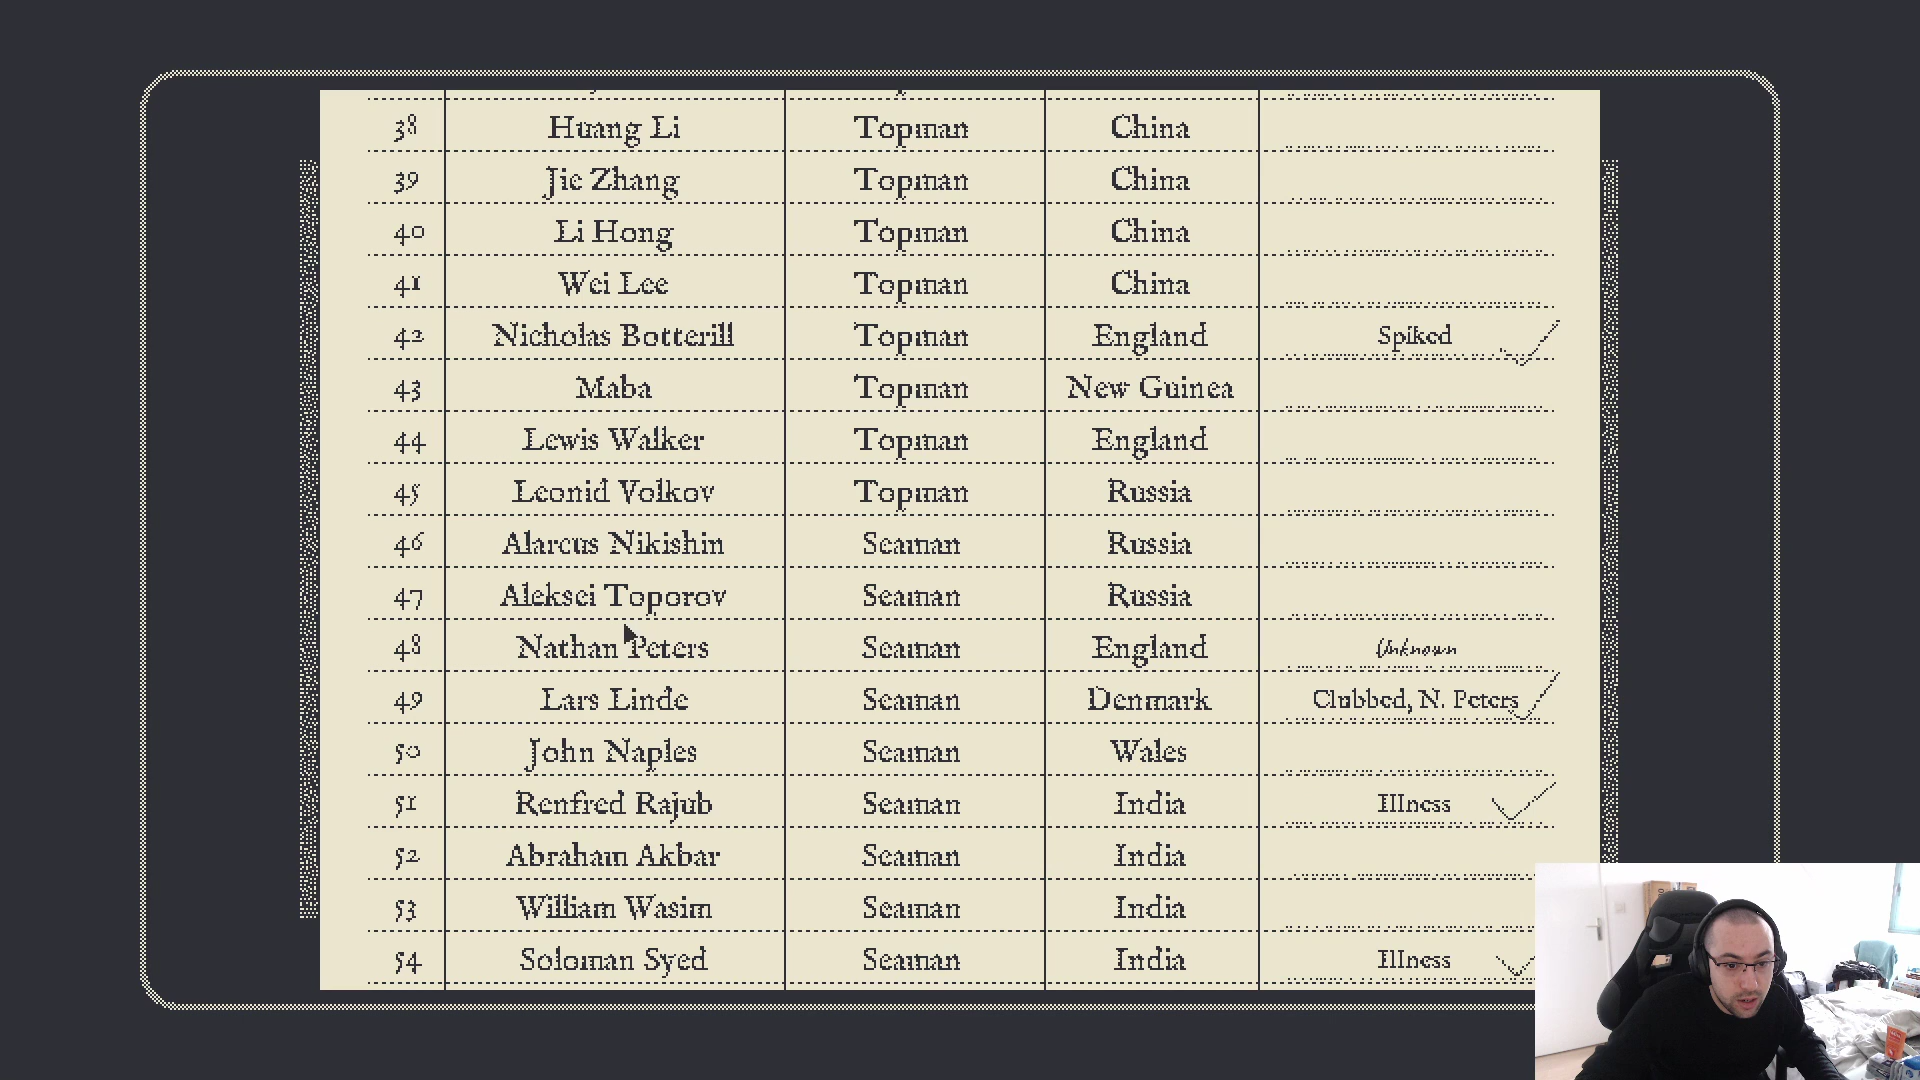 38 Huang Li Topman China
39 Jie Zhang Topman China
40 Li Hong Topman China
41 Wei Lee Topman China
42 Nicholas Botterill Topman England Spiked
43 Maba Topman New Guinea
44 Lewis Walker Topman England
45 Leonid Volkov Topman Russia
46 Alarcus Nikishin Seaman Russia
47 Aleksei Toporov Seaman Russia
48 Nathan Peters Seaman England Unknown
49 Lars Linde Seaman Denmark Clubbed, N. Peters
50 John Naples Seaman Wales
51 Renfred Rajub Seaman India Illness
52 Abraham Akbar Seaman India
53 William Wasim Seaman India
54 Soloman Syed Seaman India Illness